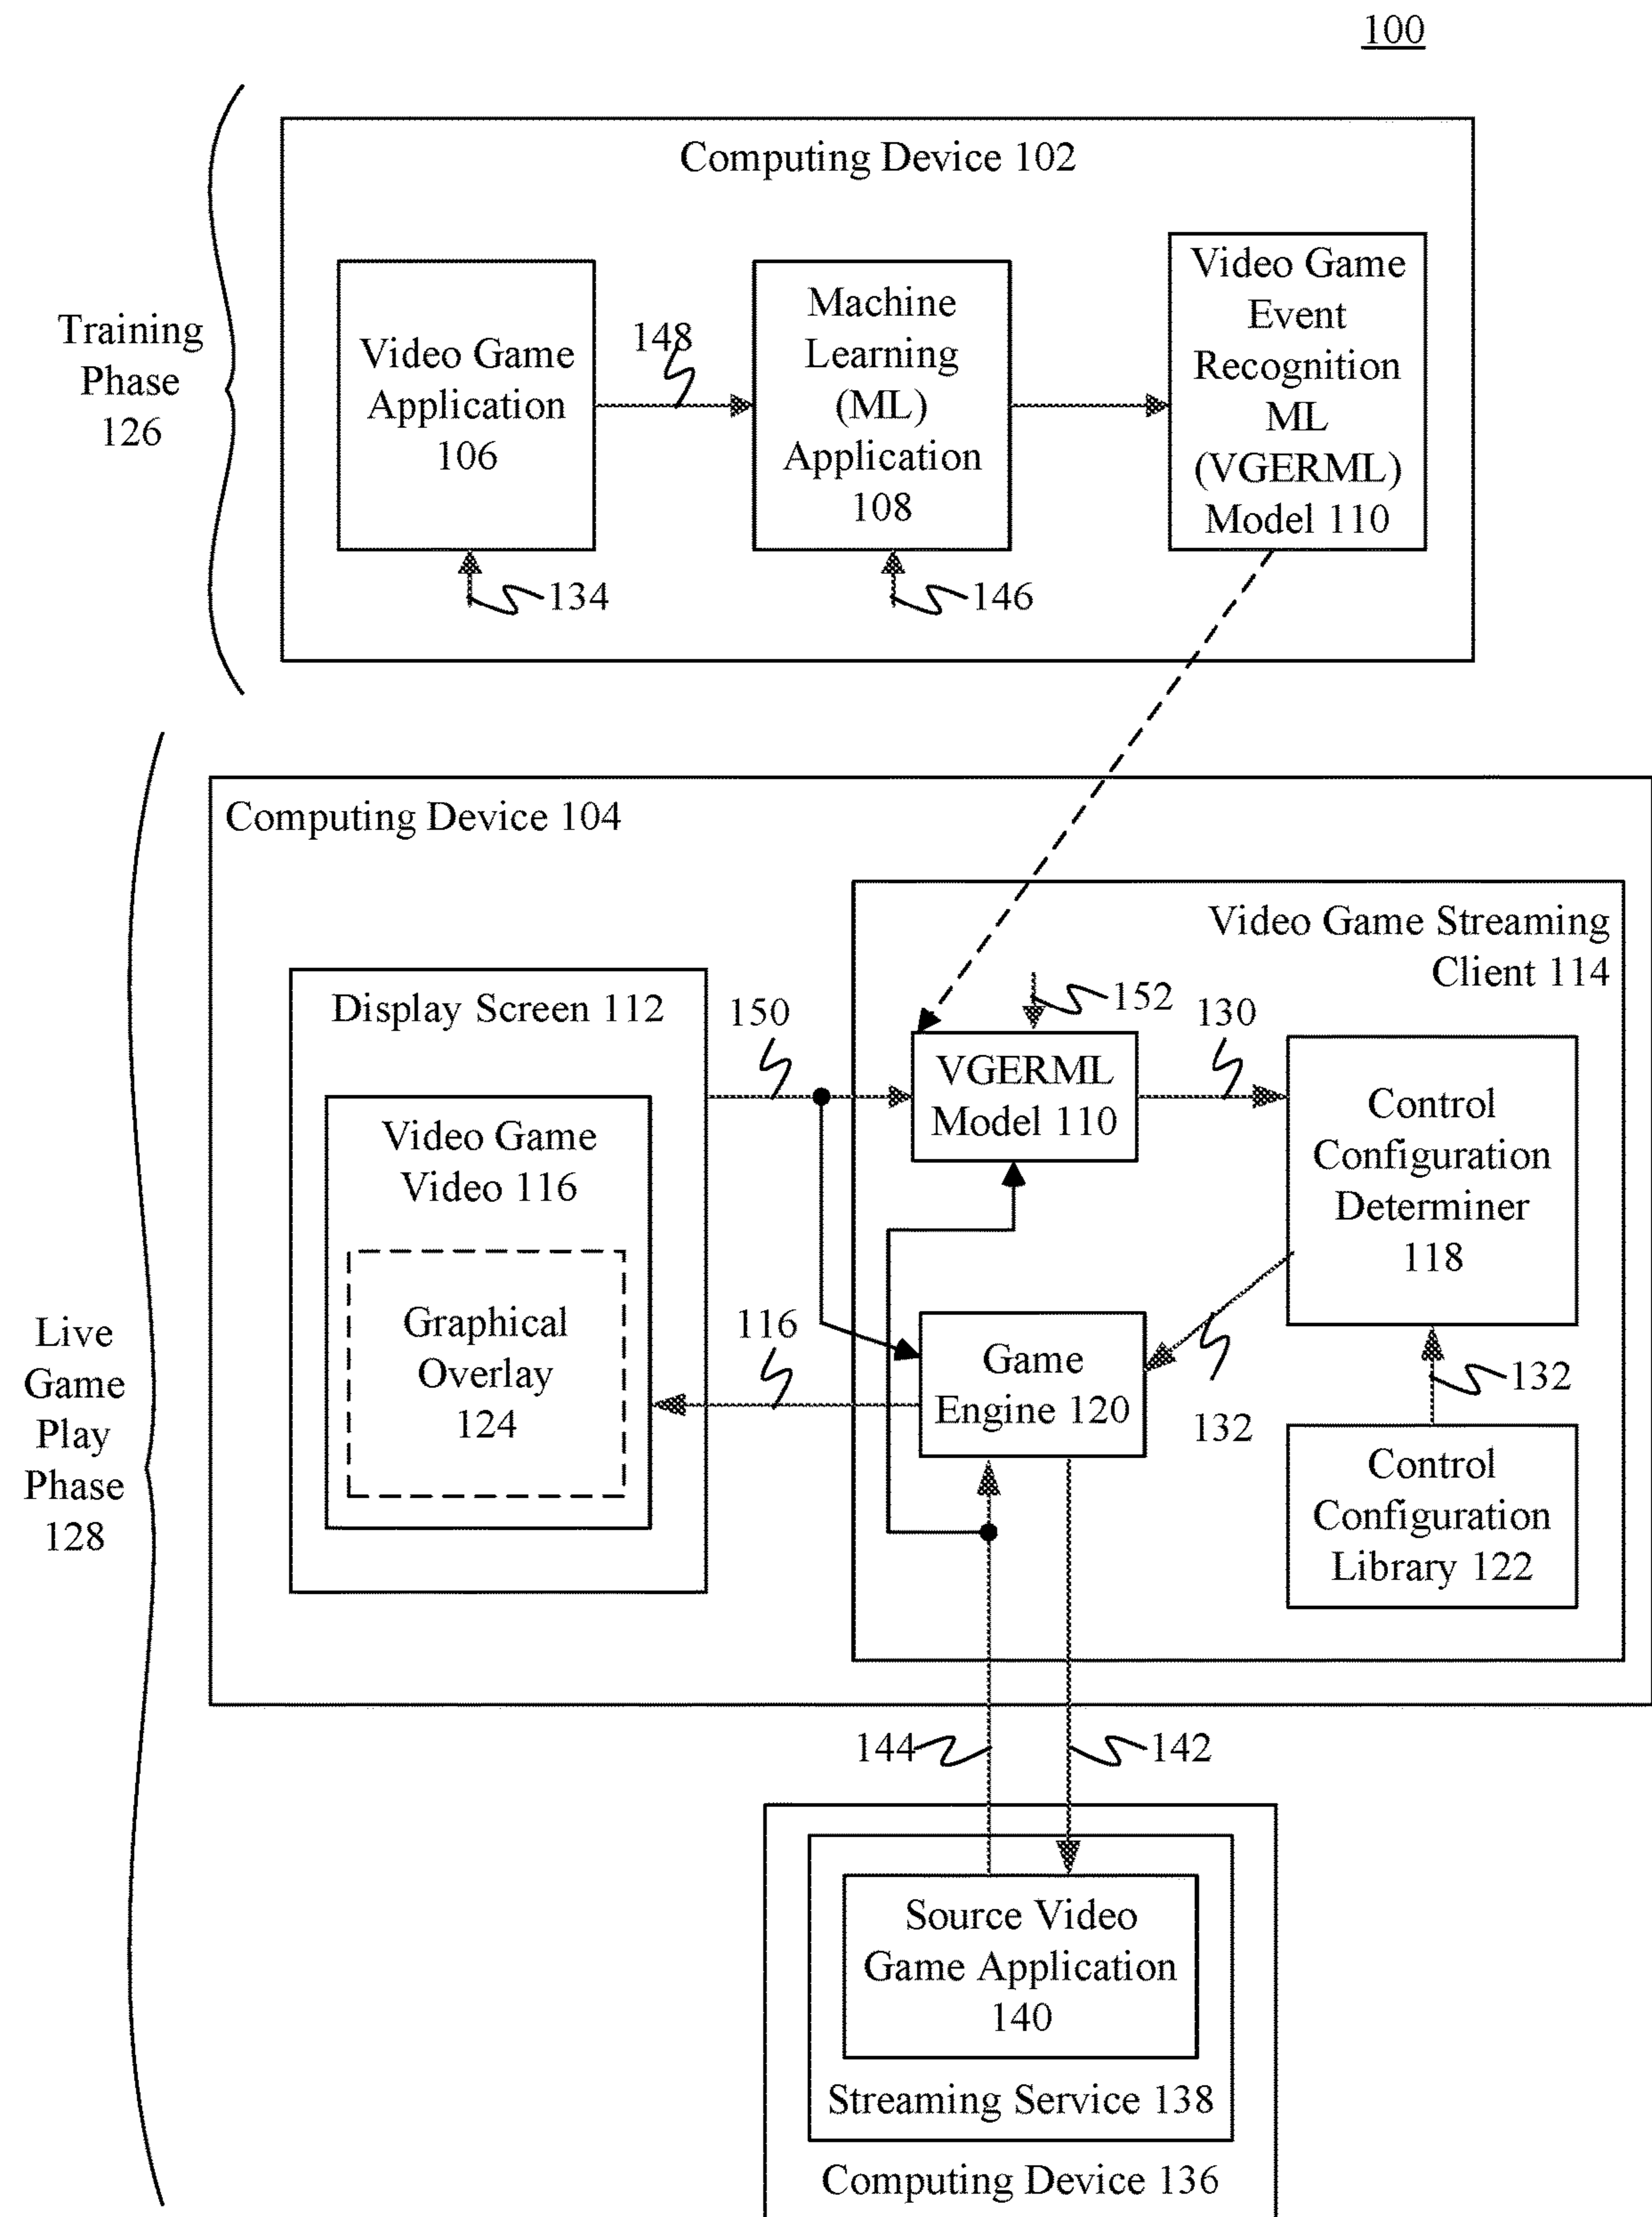 100
Computing Device 102
Training
Phase
126
Video Game
Application
106
148
Machine
Learning
(ML)
Application
108
Video Game
Event
Recognition
ML
(VGERML)
Model 110
134
146
Live
Game
Play
Phase
128
Computing Device 104
Video Game Streaming
Client 114
Display Screen 112
Video Game
Video 116
Graphical
Overlay
124
150
152
VGERML
Model 110
130
Control
Configuration
Determiner
118
116
Game
Engine 120
132
132
Control
Configuration
Library 122
144
142
Source Video
Game Application
140
Streaming Service 138
Computing Device 136